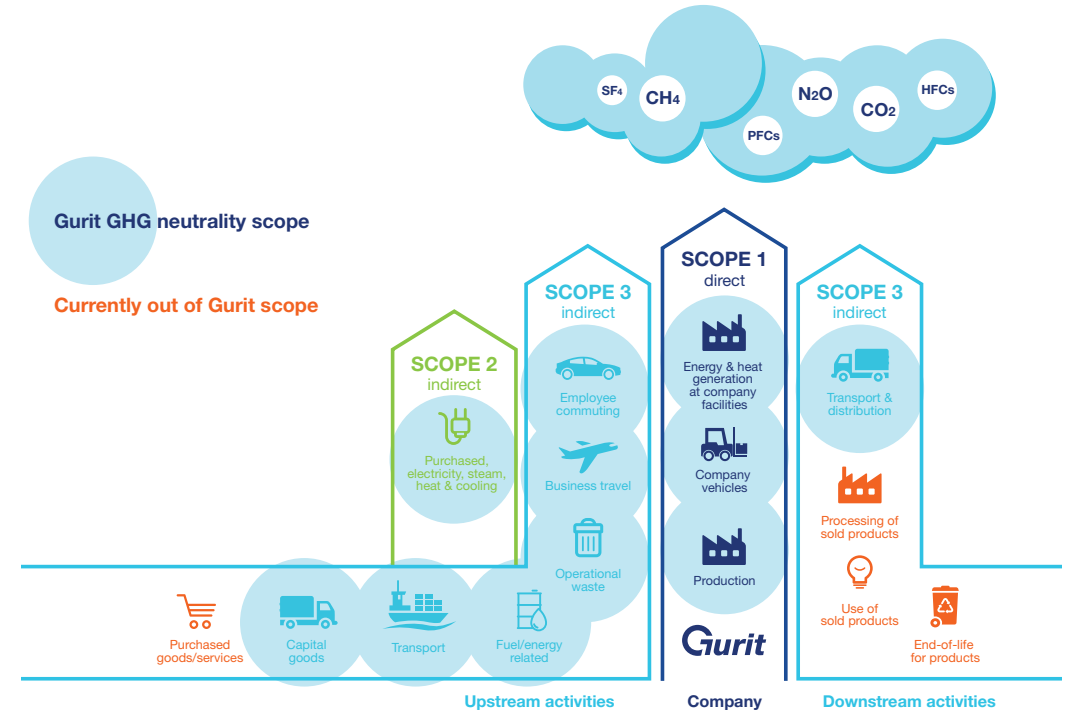 SF4
CH4
PFCs
N2O
CO2
HFCs
Gurit GHG neutrality scope
Currently out of Gurit scope
SCOPE 2
indirect
Purchased,
electricity, steam,
heat & cooling
SCOPE 3
indirect
Employee
commuting
Business travel
Operational
waste
SCOPE 1
direct
Energy & heat
generation
at company
facilities
Company
vehicles
Production
Gurit
SCOPE 3
indirect
Transport &
distribution
Processing of
sold products
Use of
sold products
End-of-life
for products
Purchased
goods/services
Capital
goods
Transport
Fuel/energy
related
Upstream activities
Company
Downstream activities